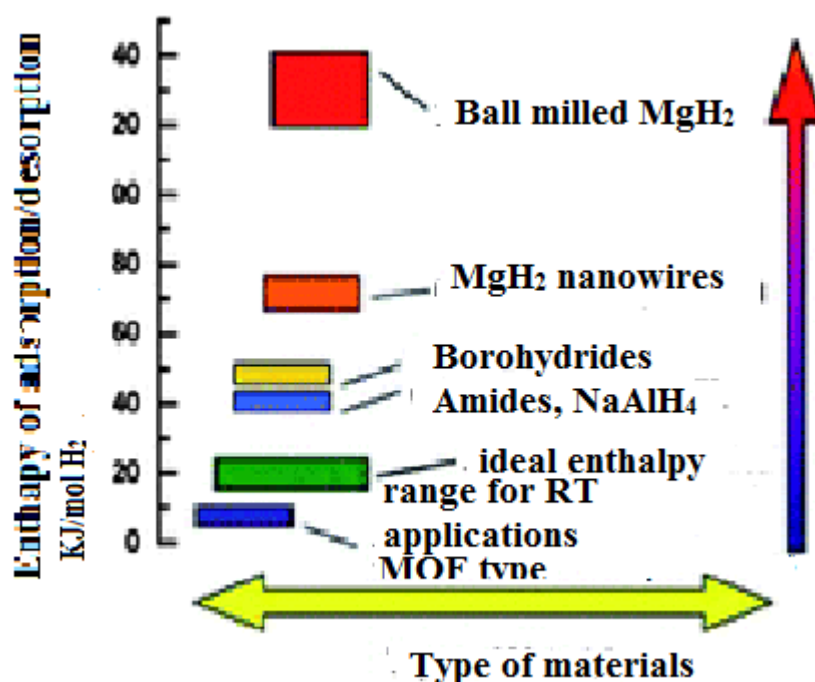 Enthapy of adsorption/desorption
KJ/mol H₂
40
20
00
80
60
40
20
0
Ball milled MgH₂
MgH₂ nanowires
Borohydrides
Amides, NaAlH₄
ideal enthalpy
range for RT
applications
MOF type
Type of materials